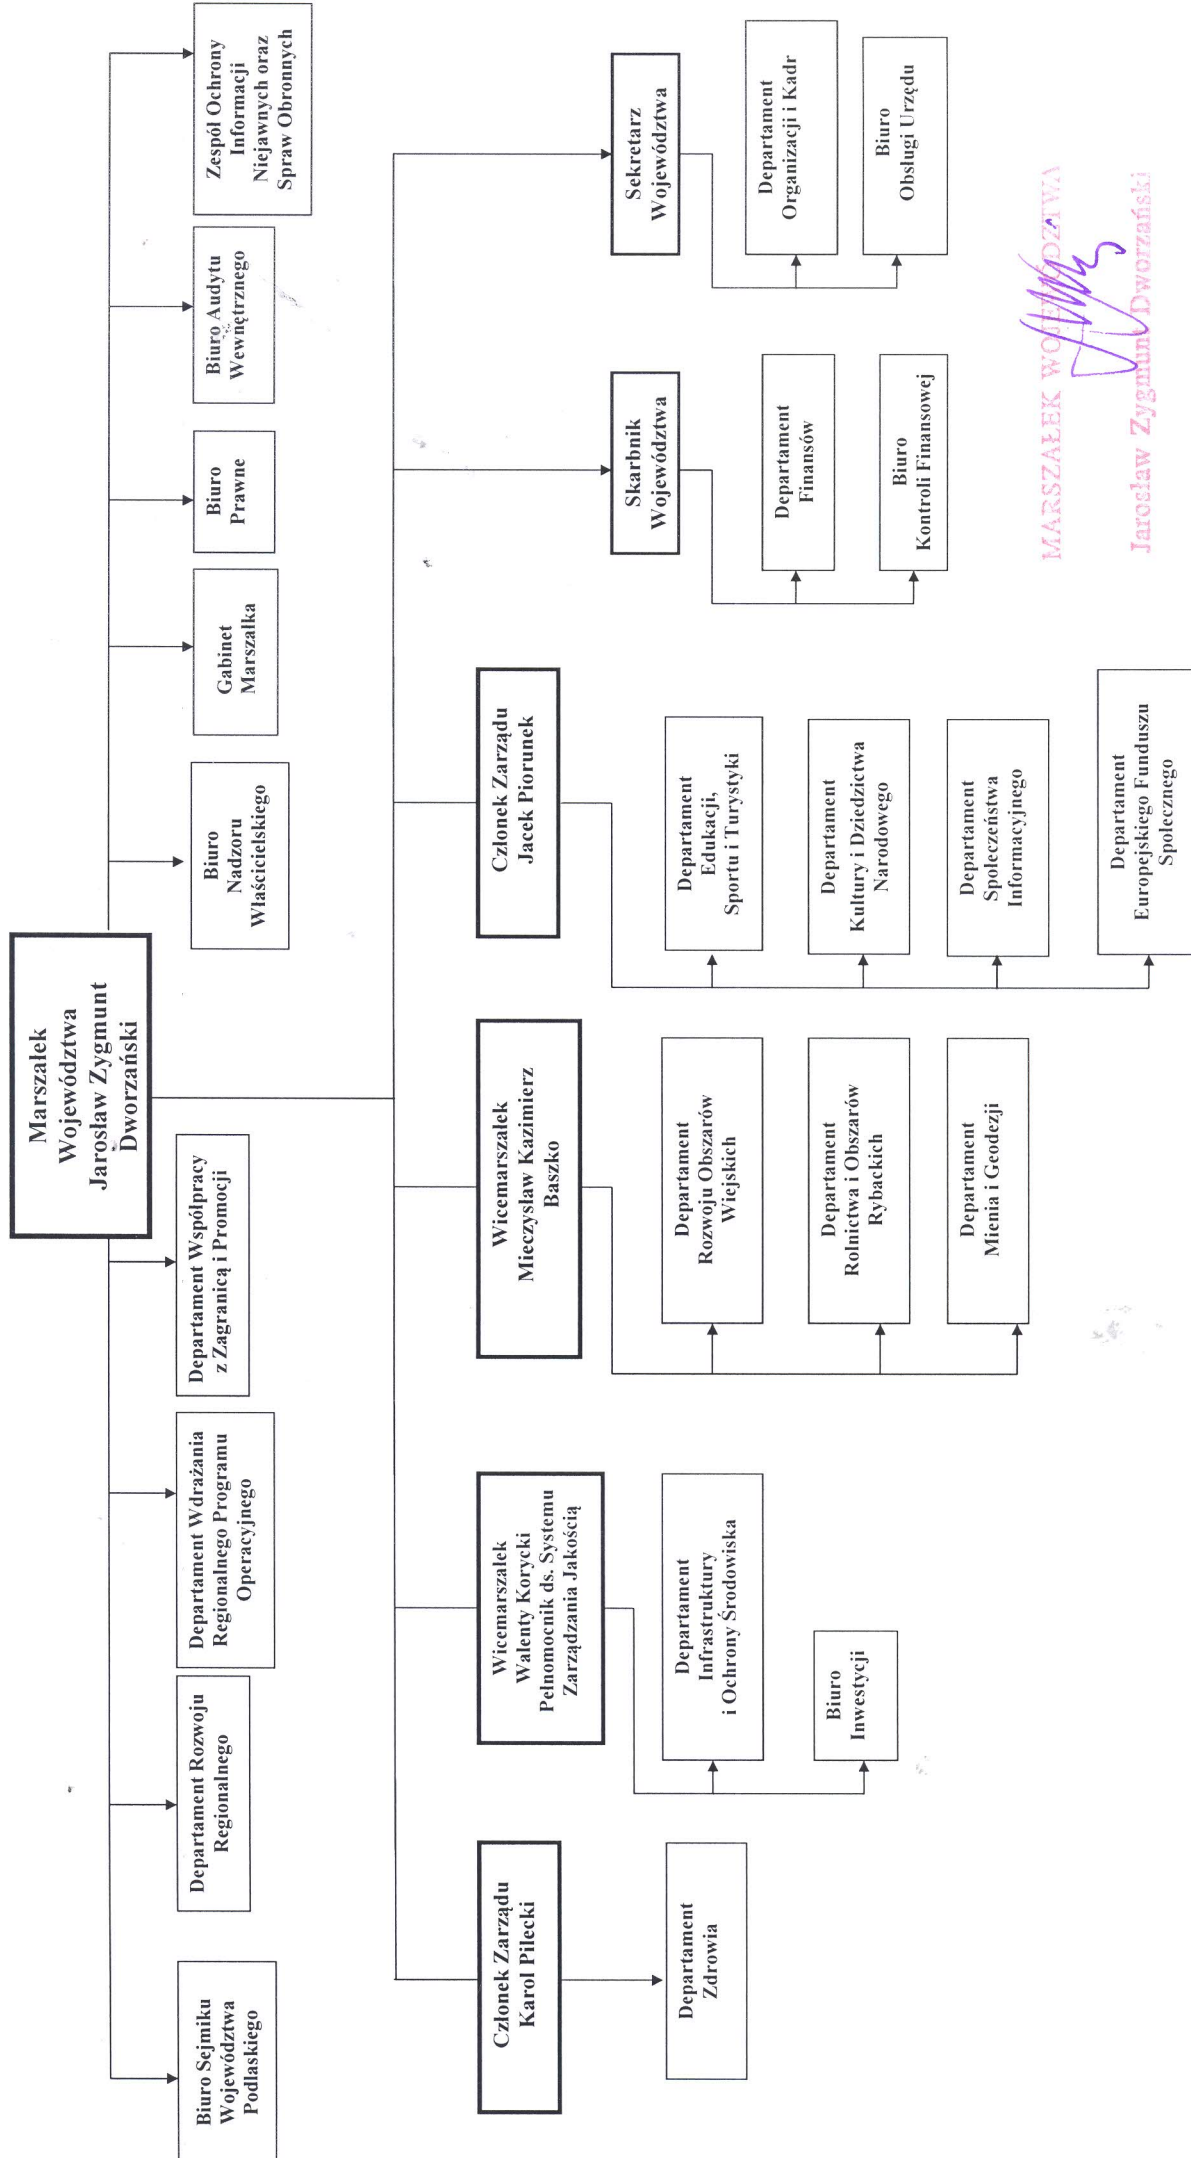 Marszałek
Województwa
Jarosław Zygmunt
Dworzański
Biuro Sejmiku
Województwa
Podlaskiego
Departament Rozwoju
Regionalnego
Departament Wdrażania
Regionalnego Programu
Operacyjnego
Departament Współpracy
z Zagranicą i Promocji
Biuro
Nadzoru
Właścicielskiego
Gabinet
Marszałka
Biuro
Prawne
Biuro Audytu
Wewnętrznego
Zespół Ochrony
Informacji
Niejawnych oraz
Spraw Obronnych
Członek Zarządu
Karol Pilecki
Departament
Zdrowia
Wicemarszałek
Walenty Korycki
Pełnomocnik ds. Systemu
Zarządzania Jakością
Departament
Infrastruktury
i Ochrony Środowiska
Biuro
Inwestycji
Wicemarszałek
Mieczysław Kazimierz
Baszko
Departament
Rozwoju Obszarów
Wiejskich
Departament
Rolnictwa i Obszarów
Rybackich
Departament
Mienia i Geodezji
Członek Zarządu
Jacek Piorunek
Departament
Edukacji,
Sportu i Turystyki
Departament
Kultury i Dziedzictwa
Narodowego
Departament
Społeczeństwa
Informacyjnego
Departament
Europejskiego Funduszu
Społecznego
Skarbnik
Województwa
Departament
Finansów
Biuro
Kontroli Finansowej
Sekretarz
Województwa
Departament
Organizacji i Kadr
Biuro
Obsługi Urzędu
MARSZAŁEK WOJEWÓDZTWA
Jarosław Zygmunt Dworzański